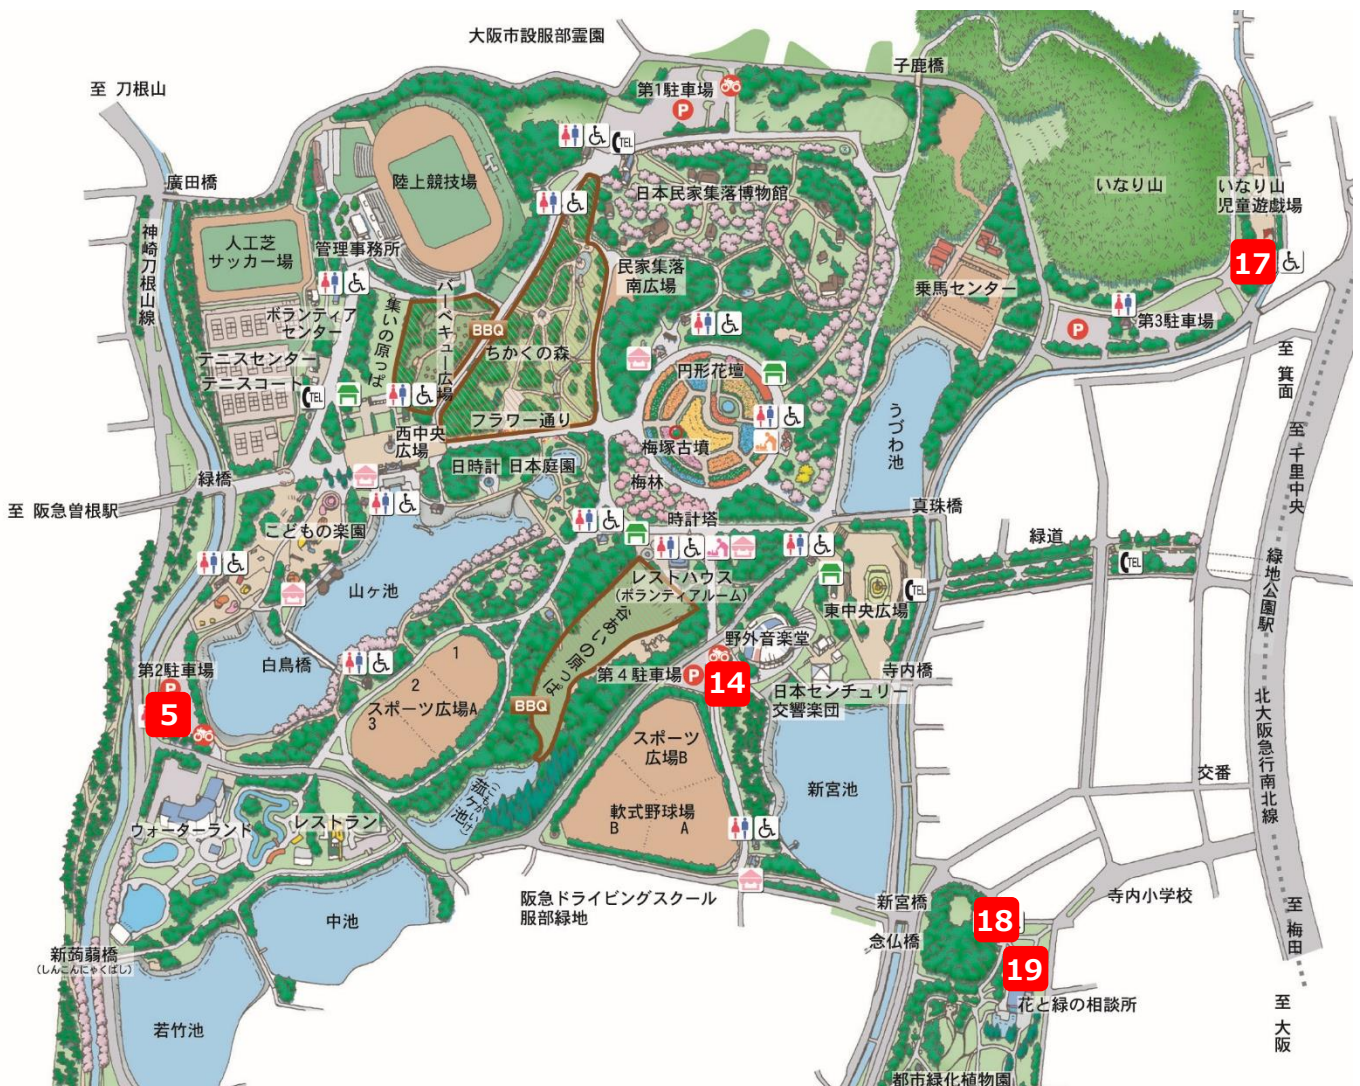 大阪市設服部霊園
子鹿橋
至 刀根山
第1駐車場
P
TEL
廣田橋
陸上競技場
日本民家集落博物館
いなり山
いなり山
児童遊戯場
神崎刀根山線
人工芝
サッカー場
管理事務所
17
民家集落
南広場
乗馬センター
ボランティア
センター
集いの原っぱ
バーベキュー広場
BBQ
ちかくの森
P
第3駐車場
至 箕面
テニスセンター
テニスコート
TEL
円形花壇
フラワー通り
西中央
広場
梅塚古墳
うづわ池
至 千里中央
日時計
日本庭園
梅林
緑橋
至 阪急曽根駅
こどもの楽園
時計塔
真珠橋
緑道
TEL
緑地公園駅
山ヶ池
レストハウス
(ボランティアルーム)
東中央広場
TEL
白鳥橋
谷あいの原っぱ
野外音楽堂
寺内橋
第2駐車場
P
5
1
2
3
スポーツ広場A
第4駐車場
P
14
BBQ
日本センチュリー
交響楽団
北大阪急行南北線
スポーツ
広場B
菰ケ池
(こもがいけ)
新宮池
交番
ウォーターランド
レストラン
軟式野球場
B
A
阪急ドライビングスクール
服部緑地
新宮橋
寺内小学校
中池
18
念仏橋
至 梅田
新蒟蒻橋
(しんこんにゃくばし)
19
花と緑の相談所
若竹池
至 大阪
都市緑化植物園